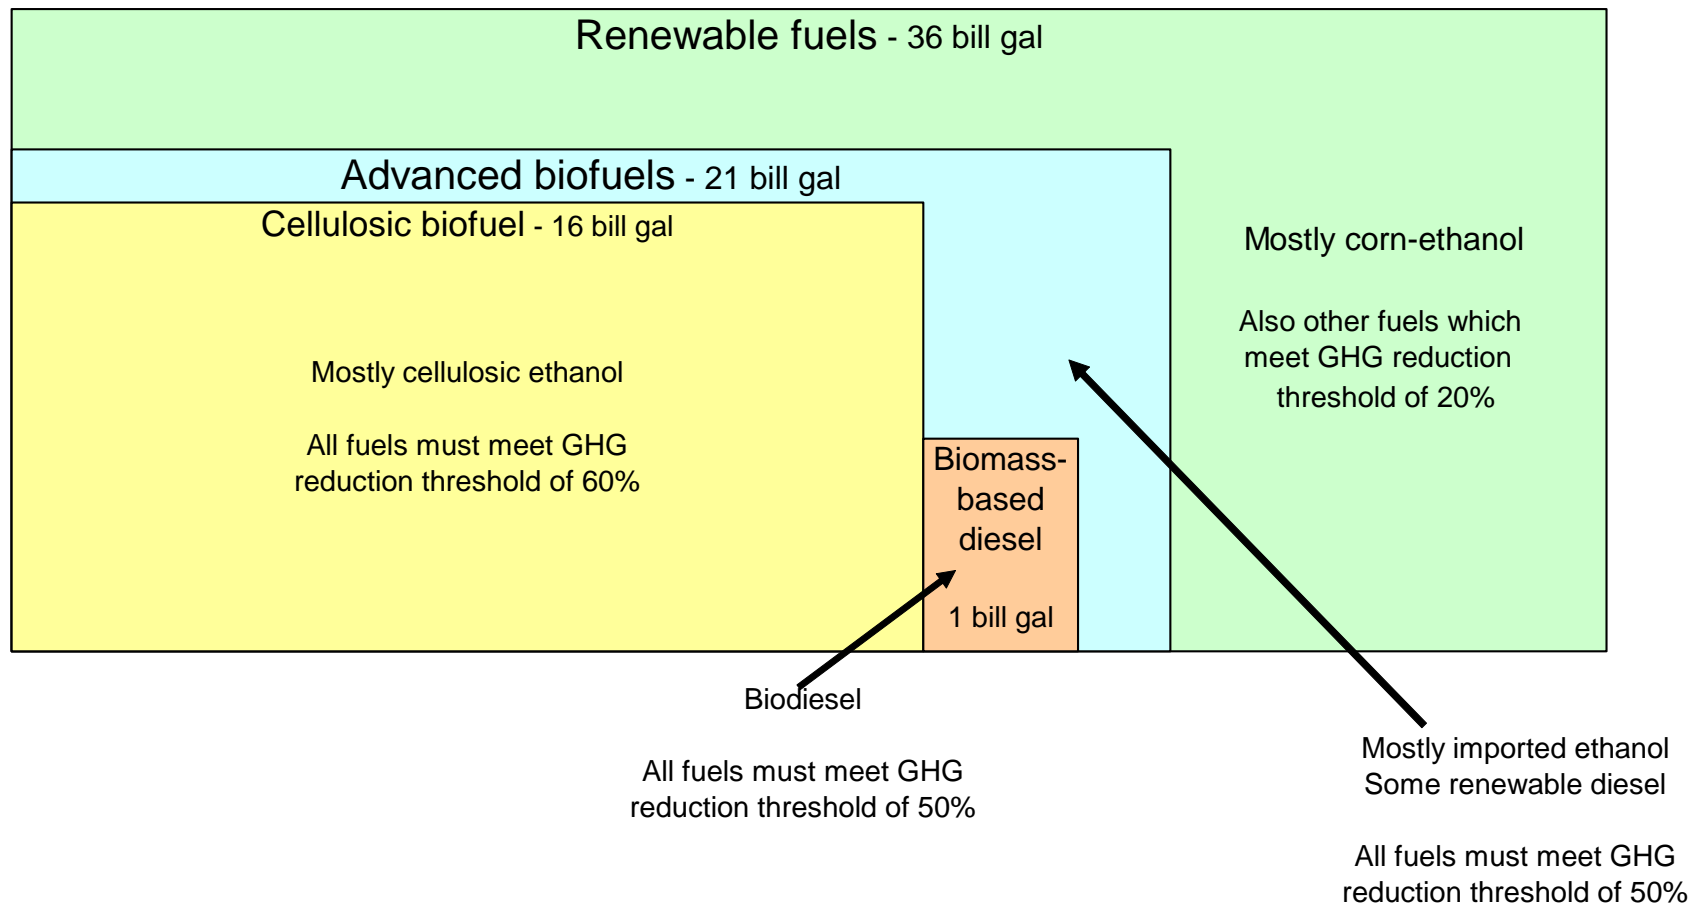 Renewable fuels - 36 bill gal
Advanced biofuels - 21 bill gal
Cellulosic biofuel - 16 bill gal
Mostly cellulosic ethanol
All fuels must meet GHG
reduction threshold of 60%
Biomass-
based
diesel
1 bill gal
Mostly corn-ethanol
Also other fuels which
meet GHG reduction
threshold of 20%
Biodiesel
All fuels must meet GHG
reduction threshold of 50%
Mostly imported ethanol
Some renewable diesel
All fuels must meet GHG
reduction threshold of 50%